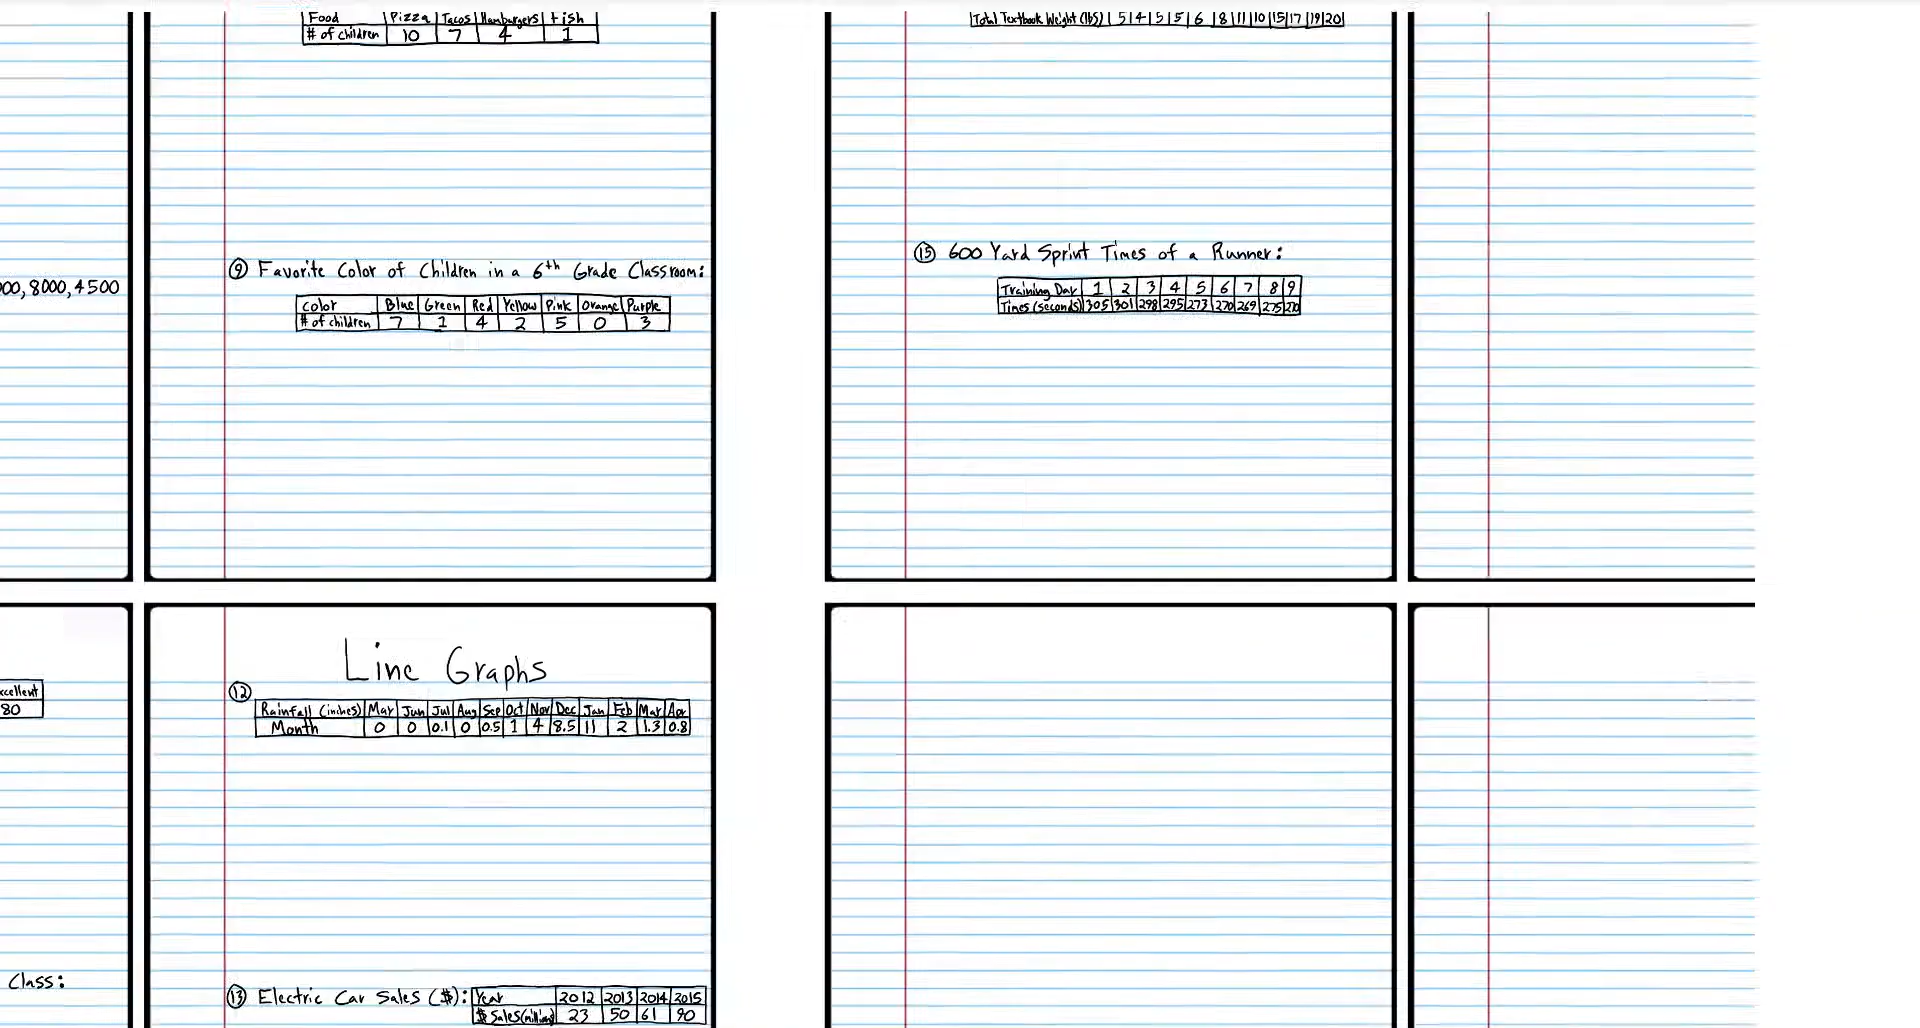 Food Pizza Tacos Hamburgers Fish
# of children 10 7 4 1
⑨ Favorite Color of Children in a 6th Grade Classroom:
Color Blue Green Red Yellow Pink Orange Purple
# of children 7 1 4 2 5 0 3
00, 8000, 4500
xcellent
80
Class:
Line Graphs
⑫
Rainfall (inches) Mar Jun Jul Aug Sep Oct Nov Dec Jan Feb Mar Apr
Month 0 0 0.1 0 0.5 1 4 8.5 11 2 1.3 0.8
⑬ Electric Car Sales ($):
Year 2012 2013 2014 2015
$ Sales (million) 23 50 61 90
Total Textbook Weight (lbs) 5 4 5 5 6 8 11 10 15 17 19 20
⑮ 600 Yard Sprint Times of a Runner:
Training Day 1 2 3 4 5 6 7 8 9
Times (seconds) 305 301 298 295 273 270 269 275